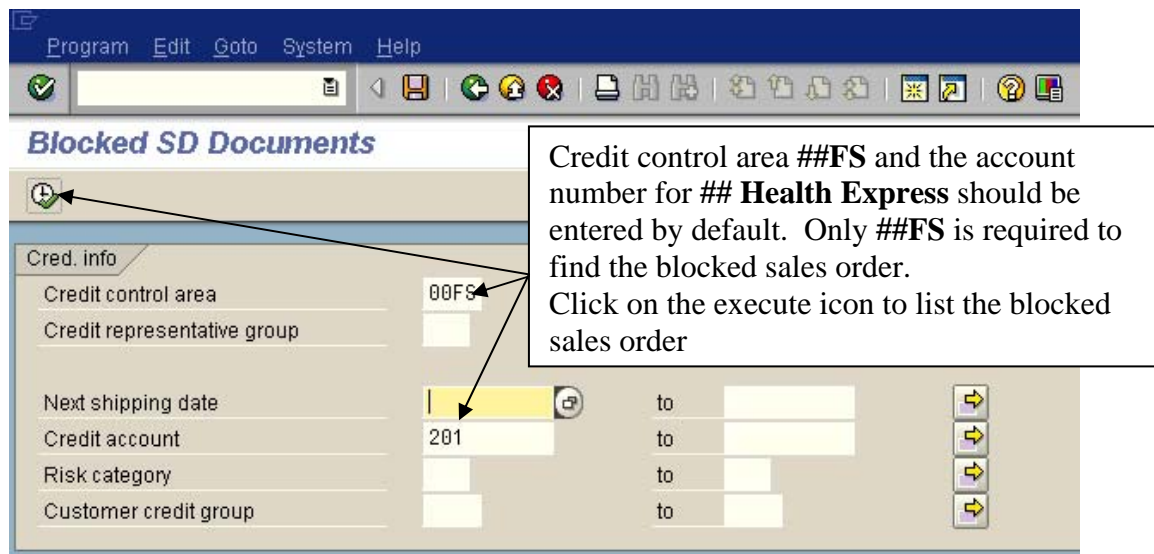 Program Edit Goto System Help
Blocked SD Documents
Credit control area ##FS and the account
number for ## Health Express should be
entered by default. Only ##FS is required to
find the blocked sales order.
Click on the execute icon to list the blocked
sales order
Cred. info
Credit control area 00FS
Credit representative group
Next shipping date to
Credit account 201 to
Risk category to
Customer credit group to